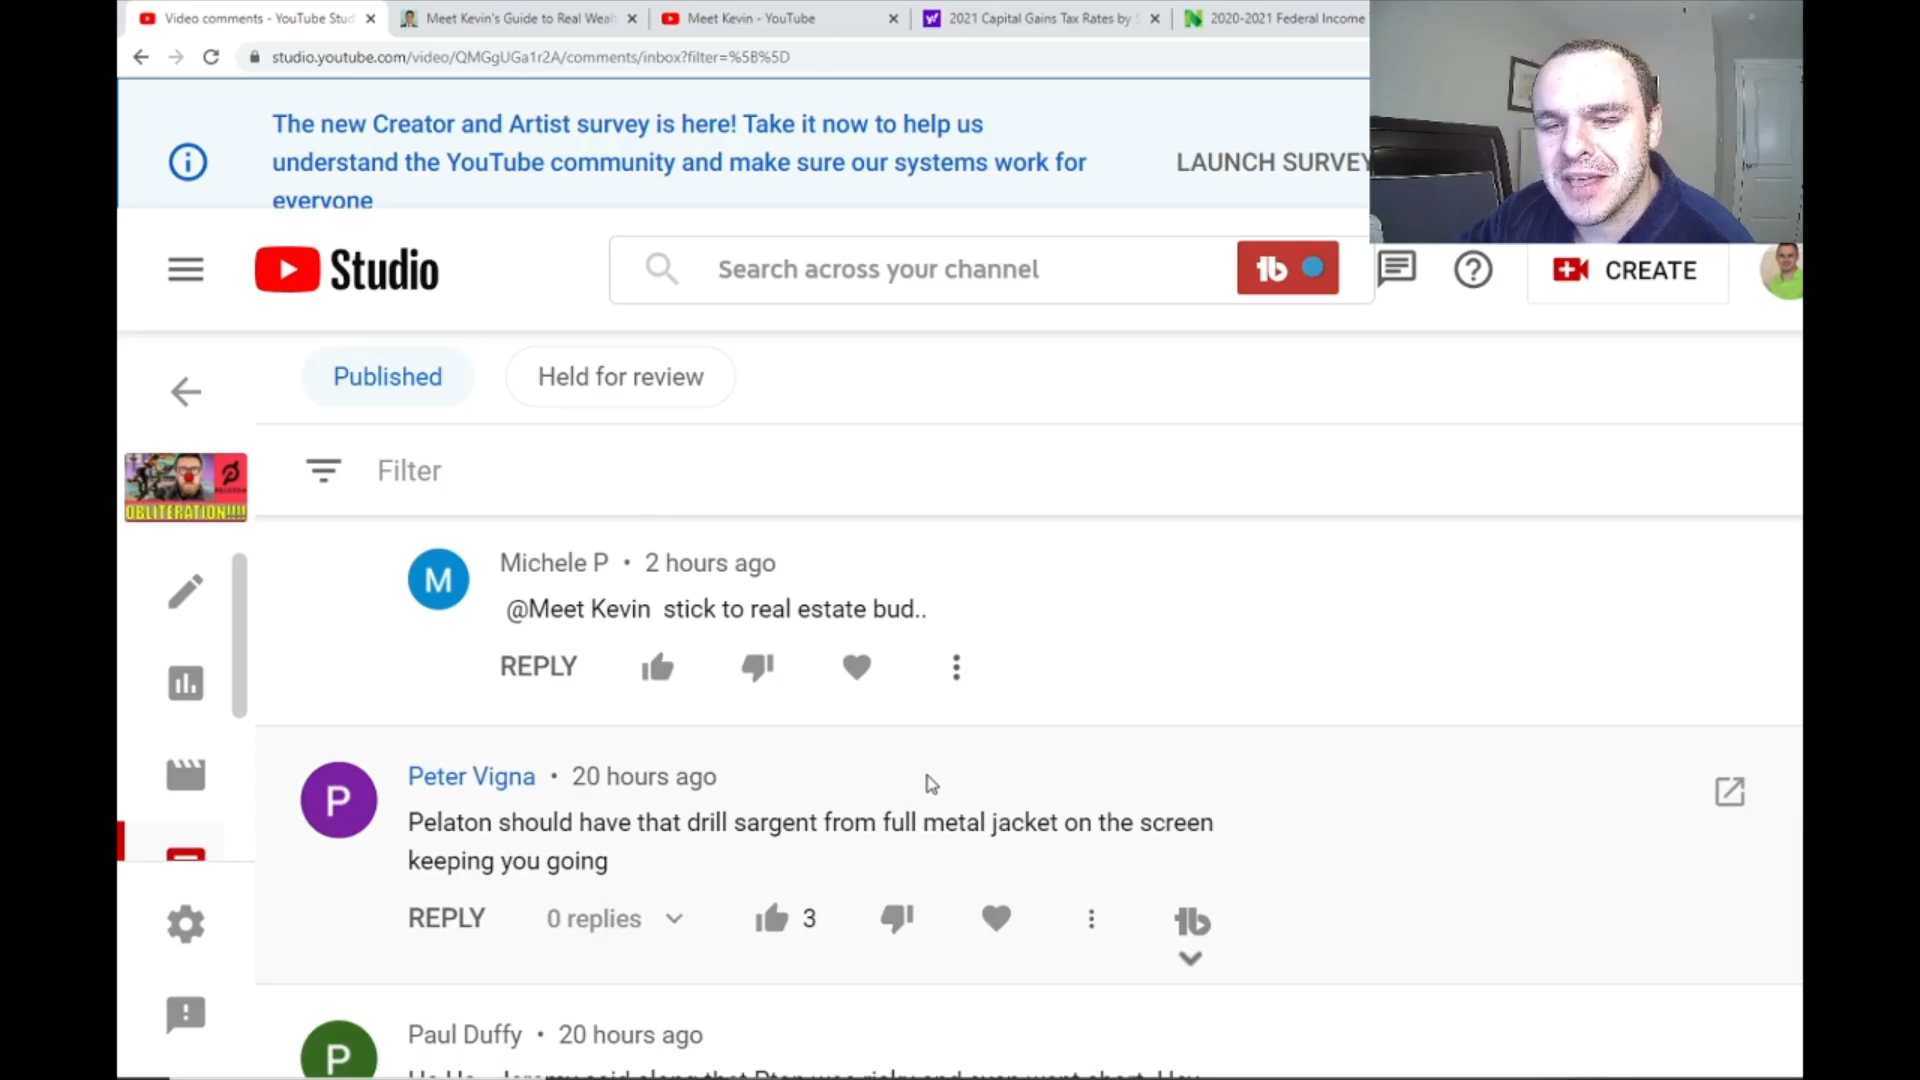 Video comments - YouTube Stud
Meet Kevin's Guide to Real Weal
Meet Kevin - YouTube
2021 Capital Gains Tax Rates by S
2020-2021 Federal Income
studio.youtube.com/video/QMGgUGa1r2A/comments/inbox?filter=%5B%5D
The new Creator and Artist survey is here! Take it now to help us
understand the YouTube community and make sure our systems work for
everyone
LAUNCH SURVEY
Studio
Search across your channel
CREATE
Published
Held for review
Filter
OBLITERATION!!!!
Michele P • 2 hours ago
@Meet Kevin stick to real estate bud..
REPLY
Peter Vigna • 20 hours ago
Pelaton should have that drill sargent from full metal jacket on the screen
keeping you going
REPLY 0 replies 3
Paul Duffy • 20 hours ago